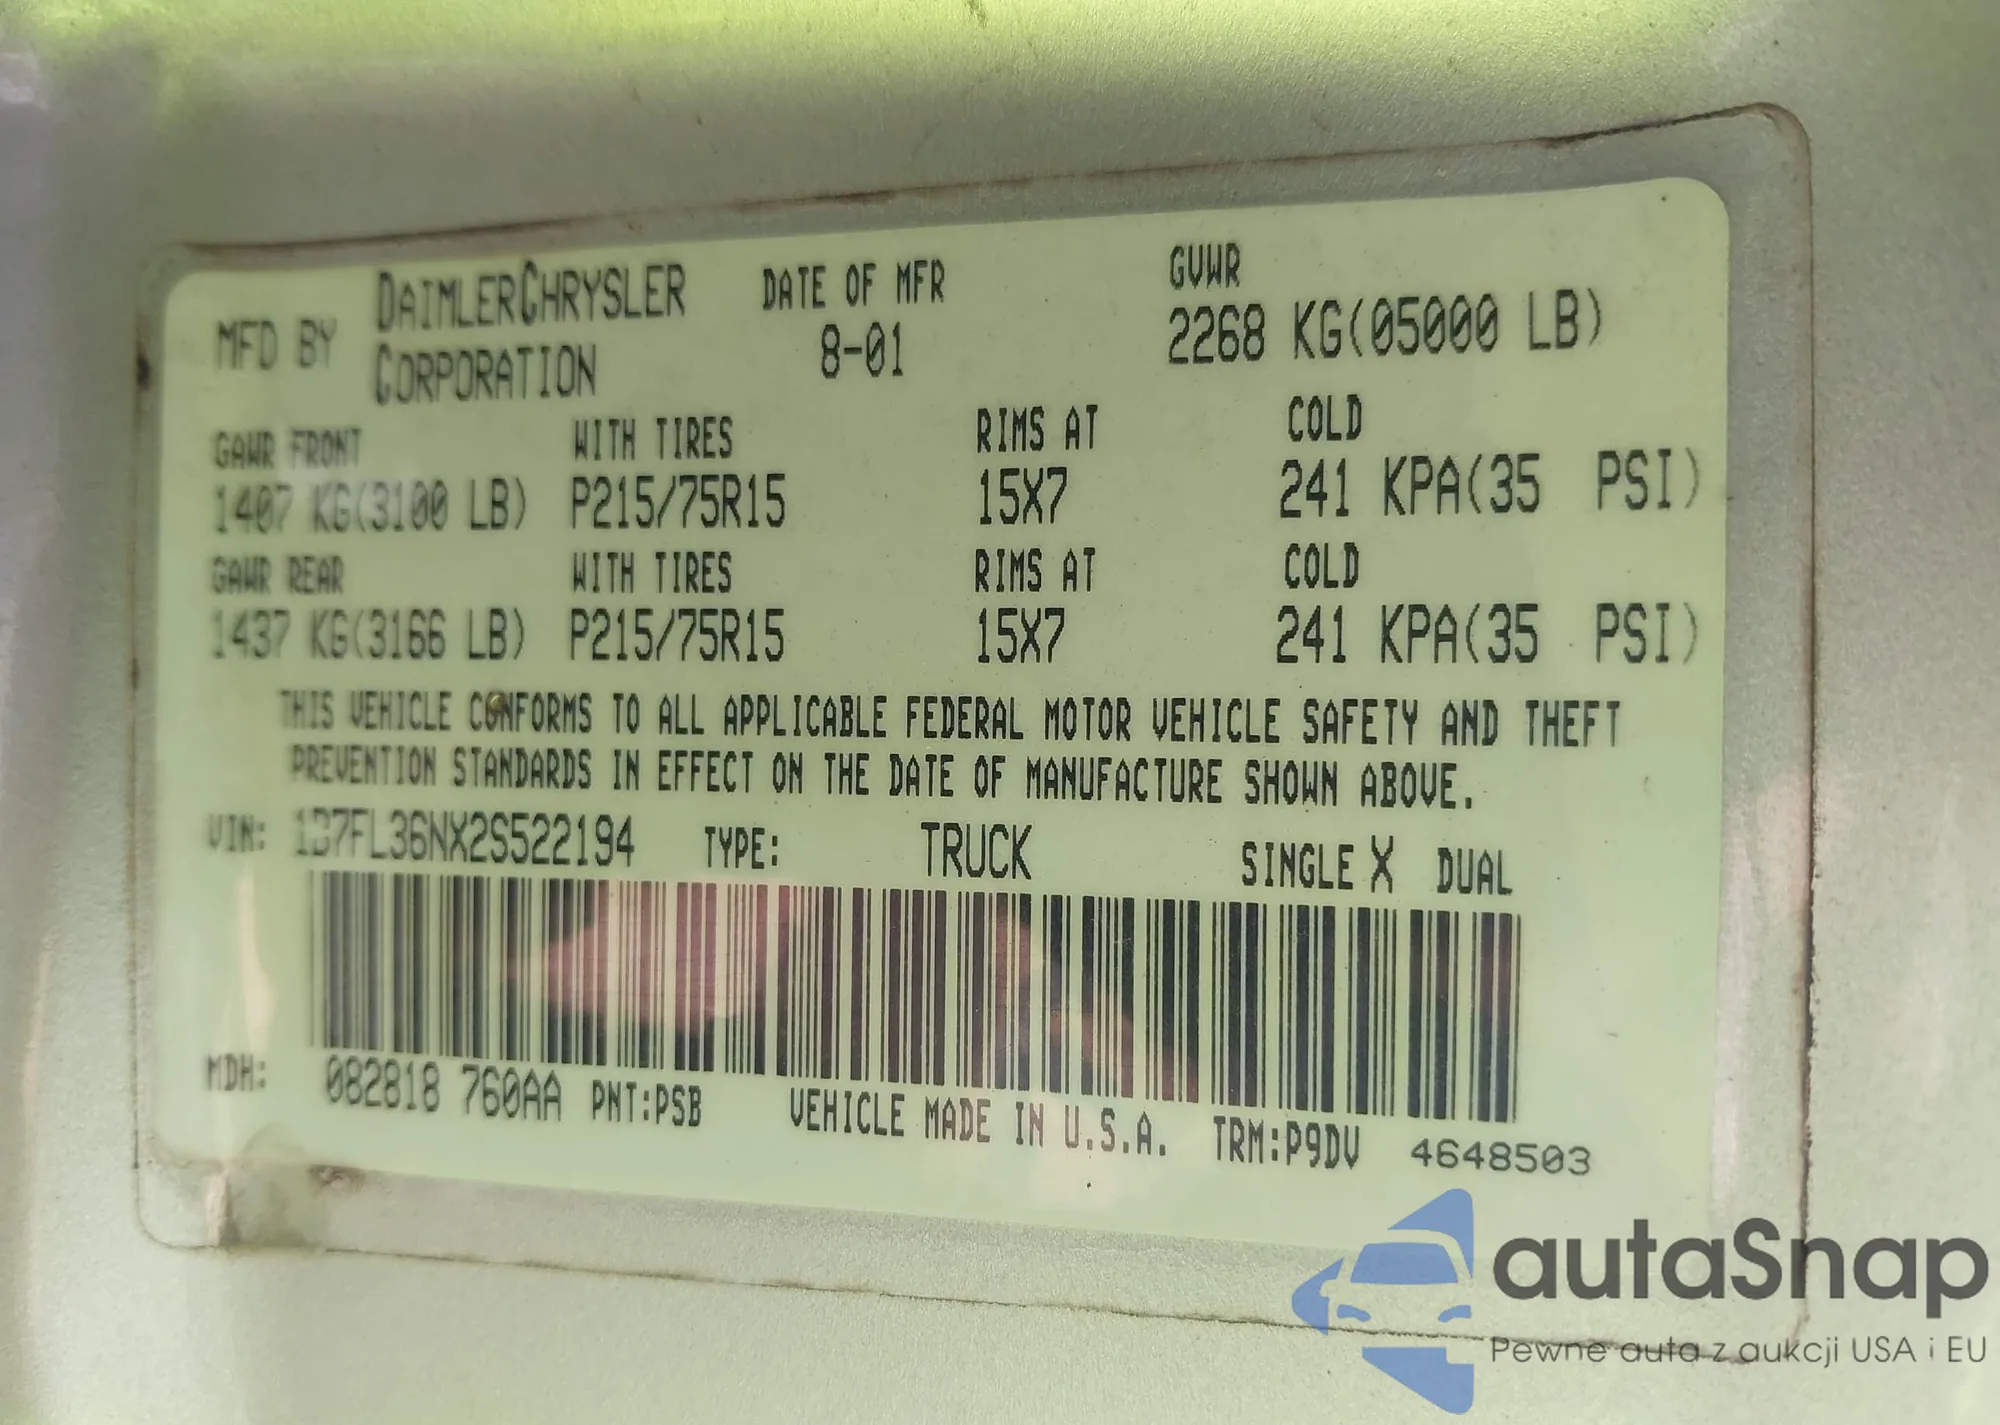 MFD BY DAIMLERCHRYSLER CORPORATION DATE OF MFR 8-01 GVWR 2268 KG(05000 LB)
GAWR FRONT WITH TIRES RIMS AT COLD
1407 KG(3100 LB) P215/75R15 15X7 241 KPA(35 PSI)
GAWR REAR WITH TIRES RIMS AT COLD
1437 KG(3166 LB) P215/75R15 15X7 241 KPA(35 PSI)
THIS VEHICLE CONFORMS TO ALL APPLICABLE FEDERAL MOTOR VEHICLE SAFETY AND THEFT
PREVENTION STANDARDS IN EFFECT ON THE DATE OF MANUFACTURE SHOWN ABOVE.
VIN: 1D7FL36NX2S522194 TYPE: TRUCK SINGLE X DUAL
MDH: 082818 760AA PNT:PSB VEHICLE MADE IN U.S.A. TRM:P9DV 4648503
autaSnap
Pewne auta z aukcji USA i EU